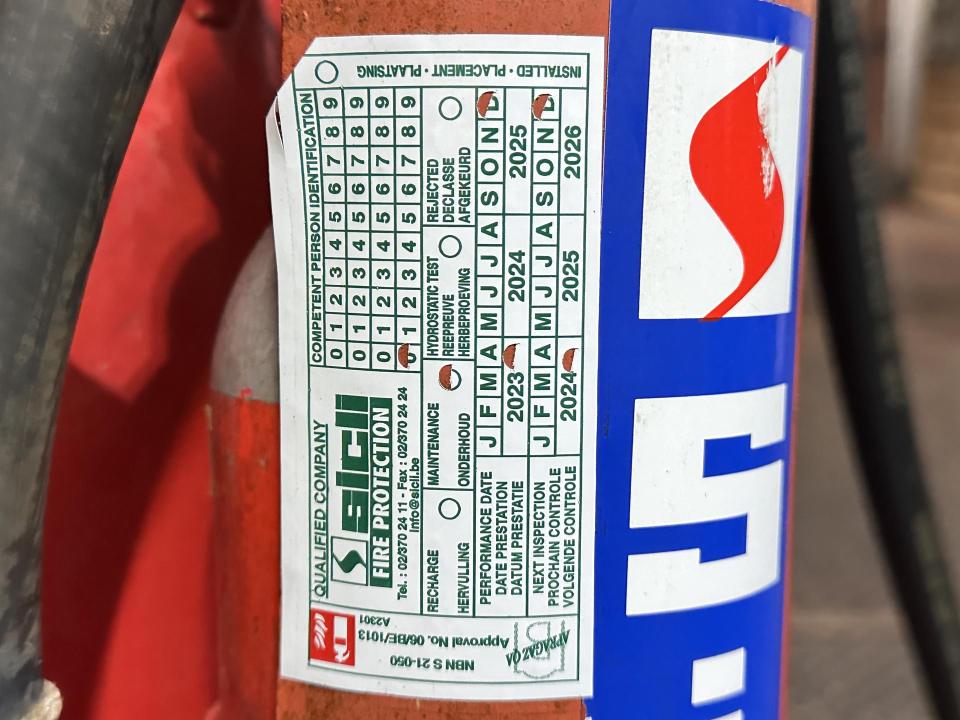 NBN S 21-050
Approval No. 06/BE/1013
A2301
APRAGAZ QA
QUALIFIED COMPANY
sicli
FIRE PROTECTION
Tel. : 02/370 24 11 - Fax : 02/370 24 24
info@sicli.be
COMPETENT PERSON IDENTIFICATION
0 1 2 3 4 5 6 7 8 9
0 1 2 3 4 5 6 7 8 9
0 1 2 3 4 5 6 7 8 9
0 1 2 3 4 5 6 7 8 9
RECHARGE
HERVULLING
MAINTENANCE
ONDERHOUD
HYDROSTATIC TEST
REEPREUVE
HERBEPROEVING
REJECTED
DECLASSE
AFGEKEURD
PERFORMANCE DATE
DATE PRESTATION
DATUM PRESTATIE
J F M A M J J A S O N D
2023 2024 2025
NEXT INSPECTION
PROCHAIN CONTROLE
VOLGENDE CONTROLE
J F M A M J J A S O N D
2024 2025 2026
INSTALLED • PLACEMENT • PLAATSING